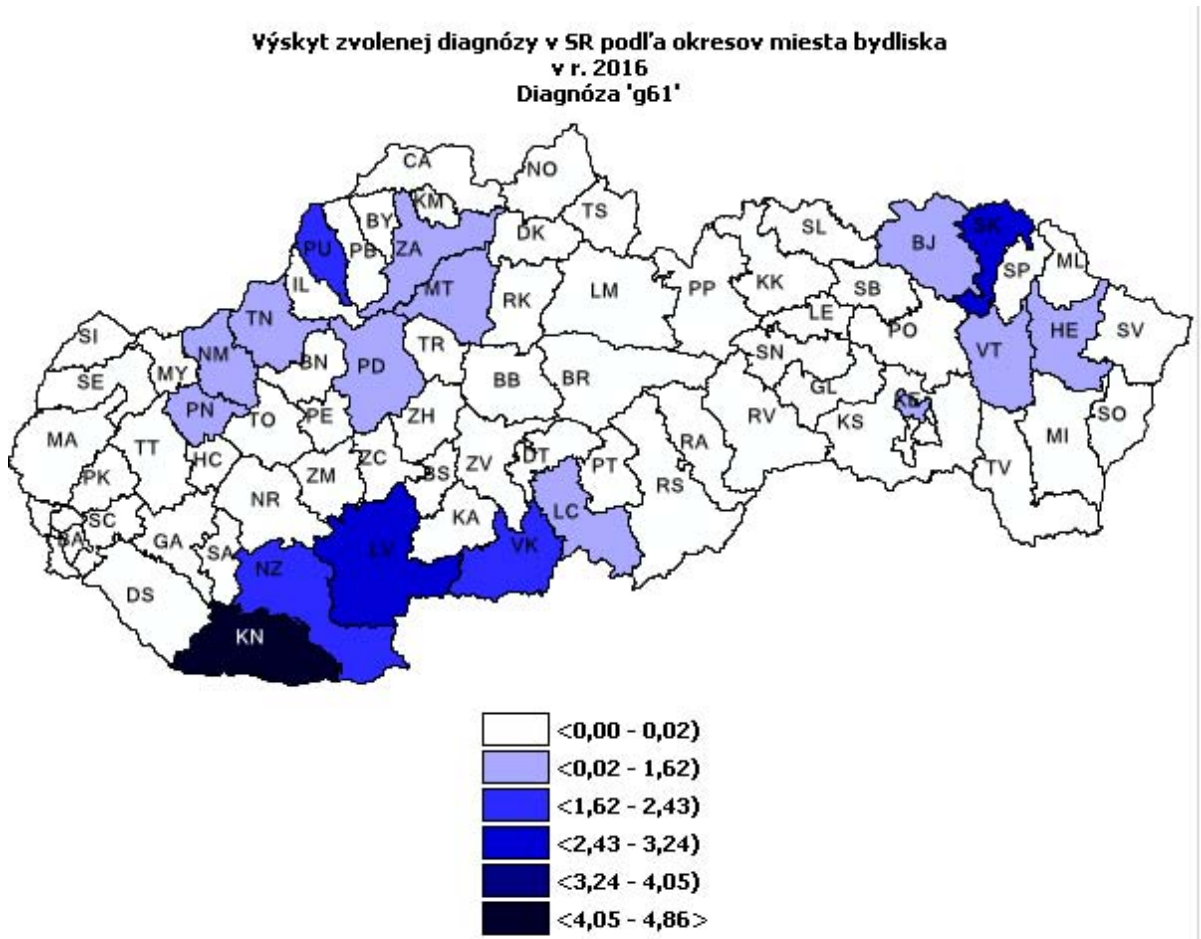 Výskyt zvolenej diagnózy v SR podľa okresov miesta bydliska
v r. 2016
Diagnóza 'g61'
CA
NO
KM
TS
BY
PU
PB
ZA
DK
SL
BJ
SK
SP
ML
IL
MT
RK
LM
PP
KK
SB
LE
PO
TN
SI
NM
MY
BN
PD
TR
BB
BR
SN
VT
HE
SV
SE
PN
TO
PE
ZH
GL
RV
KE
KS
SO
MA
TT
HC
ZM
ZC
BS
ZV
DT
PT
RA
RS
MI
TV
PK
NR
KA
LC
SC
BA
GA
SA
LV
VK
NZ
DS
KN
<0,00 - 0,02)
<0,02 - 1,62)
<1,62 - 2,43)
<2,43 - 3,24)
<3,24 - 4,05)
<4,05 - 4,86>